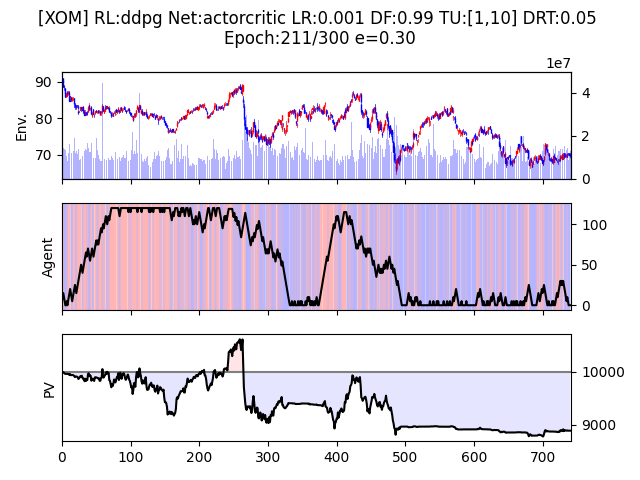 [XOM] RL:ddpg Net:actorcritic LR:0.001 DF:0.99 TU:[1,10] DRT:0.05
Epoch:211/300 e=0.30
1e7
90
80
70
Env.
4
2
0
Agent
100
50
0
PV
10000
9000
0 100 200 300 400 500 600 700